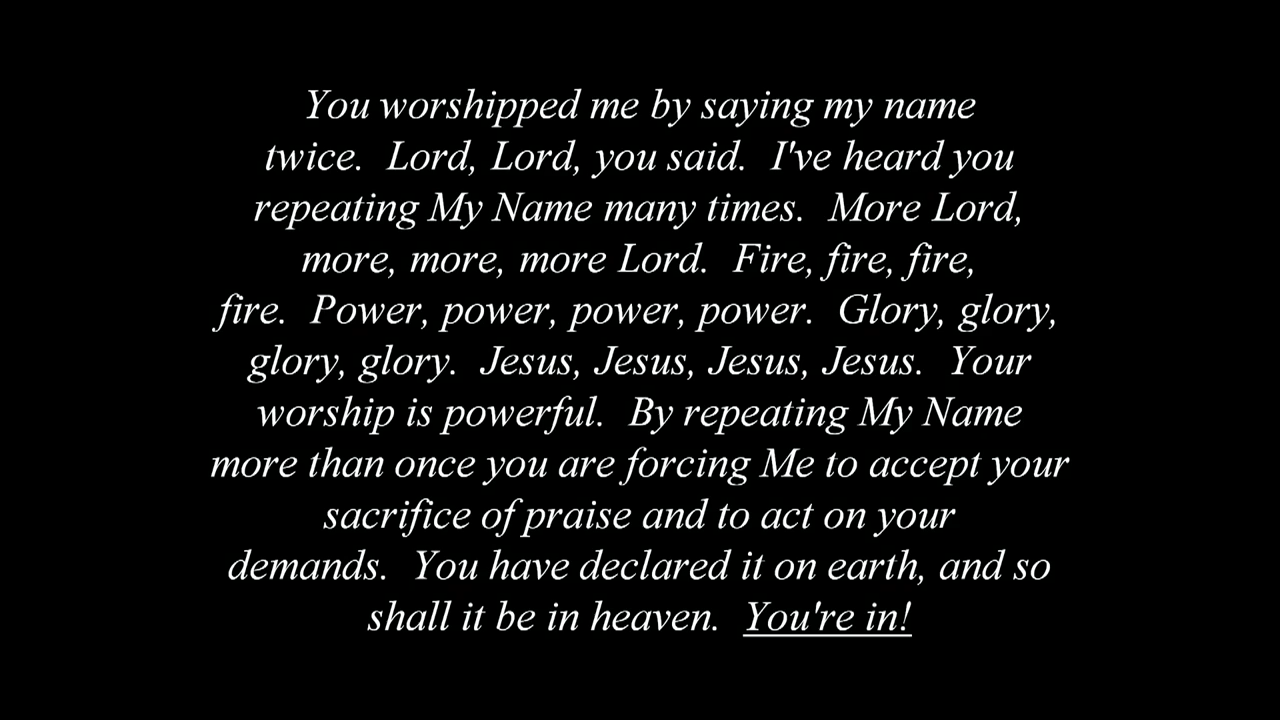 You worshipped me by saying my name
twice.  Lord, Lord, you said.  I've heard you
repeating My Name many times.  More Lord,
more, more, more Lord.  Fire, fire, fire,
fire.  Power, power, power, power.  Glory, glory,
glory, glory.  Jesus, Jesus, Jesus, Jesus.  Your
worship is powerful.  By repeating My Name
more than once you are forcing Me to accept your
sacrifice of praise and to act on your
demands.  You have declared it on earth, and so
shall it be in heaven.  You're in!